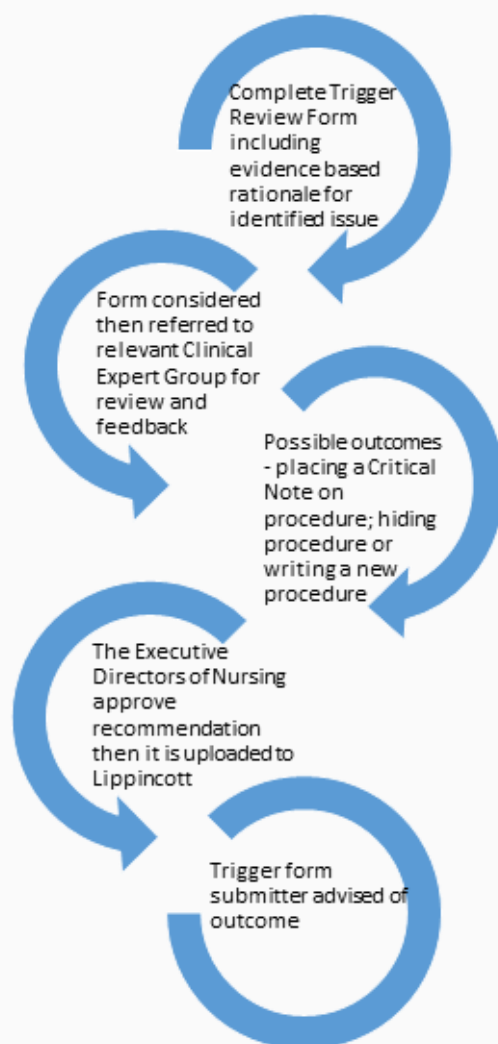 Complete Trigger
Review Form
including
evidence based
rationale for
identified issue
Form considered
then referred to
relevant Clinical
Expert Group for
review and
feedback
Possible outcomes
- placing a Critical
Note on
procedure; hiding
procedure or
writing a new
procedure
The Executive
Directors of Nursing
approve
recommendation
then it is uploaded to
Lippincott
Trigger form
submitter advised of
outcome